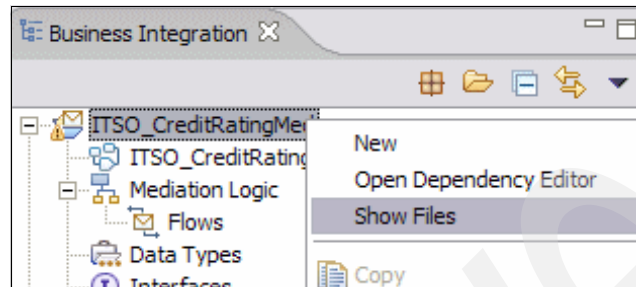 Business Integration
ITSO_CreditRatingMed
New
ITSO_CreditRating
Open Dependency Editor
Mediation Logic
Show Files
Flows
Data Types
Copy
Interfaces